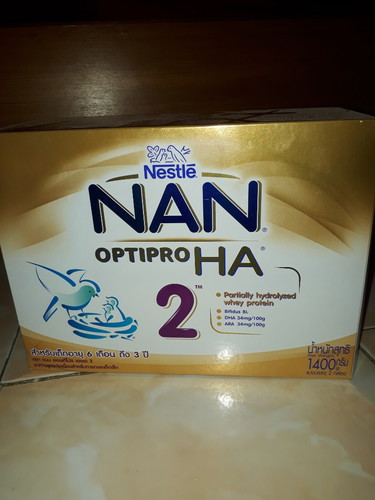 Nestlé
NAN®
OPTIPRO HA®
2™
Partially hydrolyzed
whey protein
Bifidus BL
DHA 34mg/100g
ARA 34mg/100g
สำหรับเด็กอายุ 6 เดือน ถึง 3 ปี
น้ำหนักสุทธิ
1400 กรัม